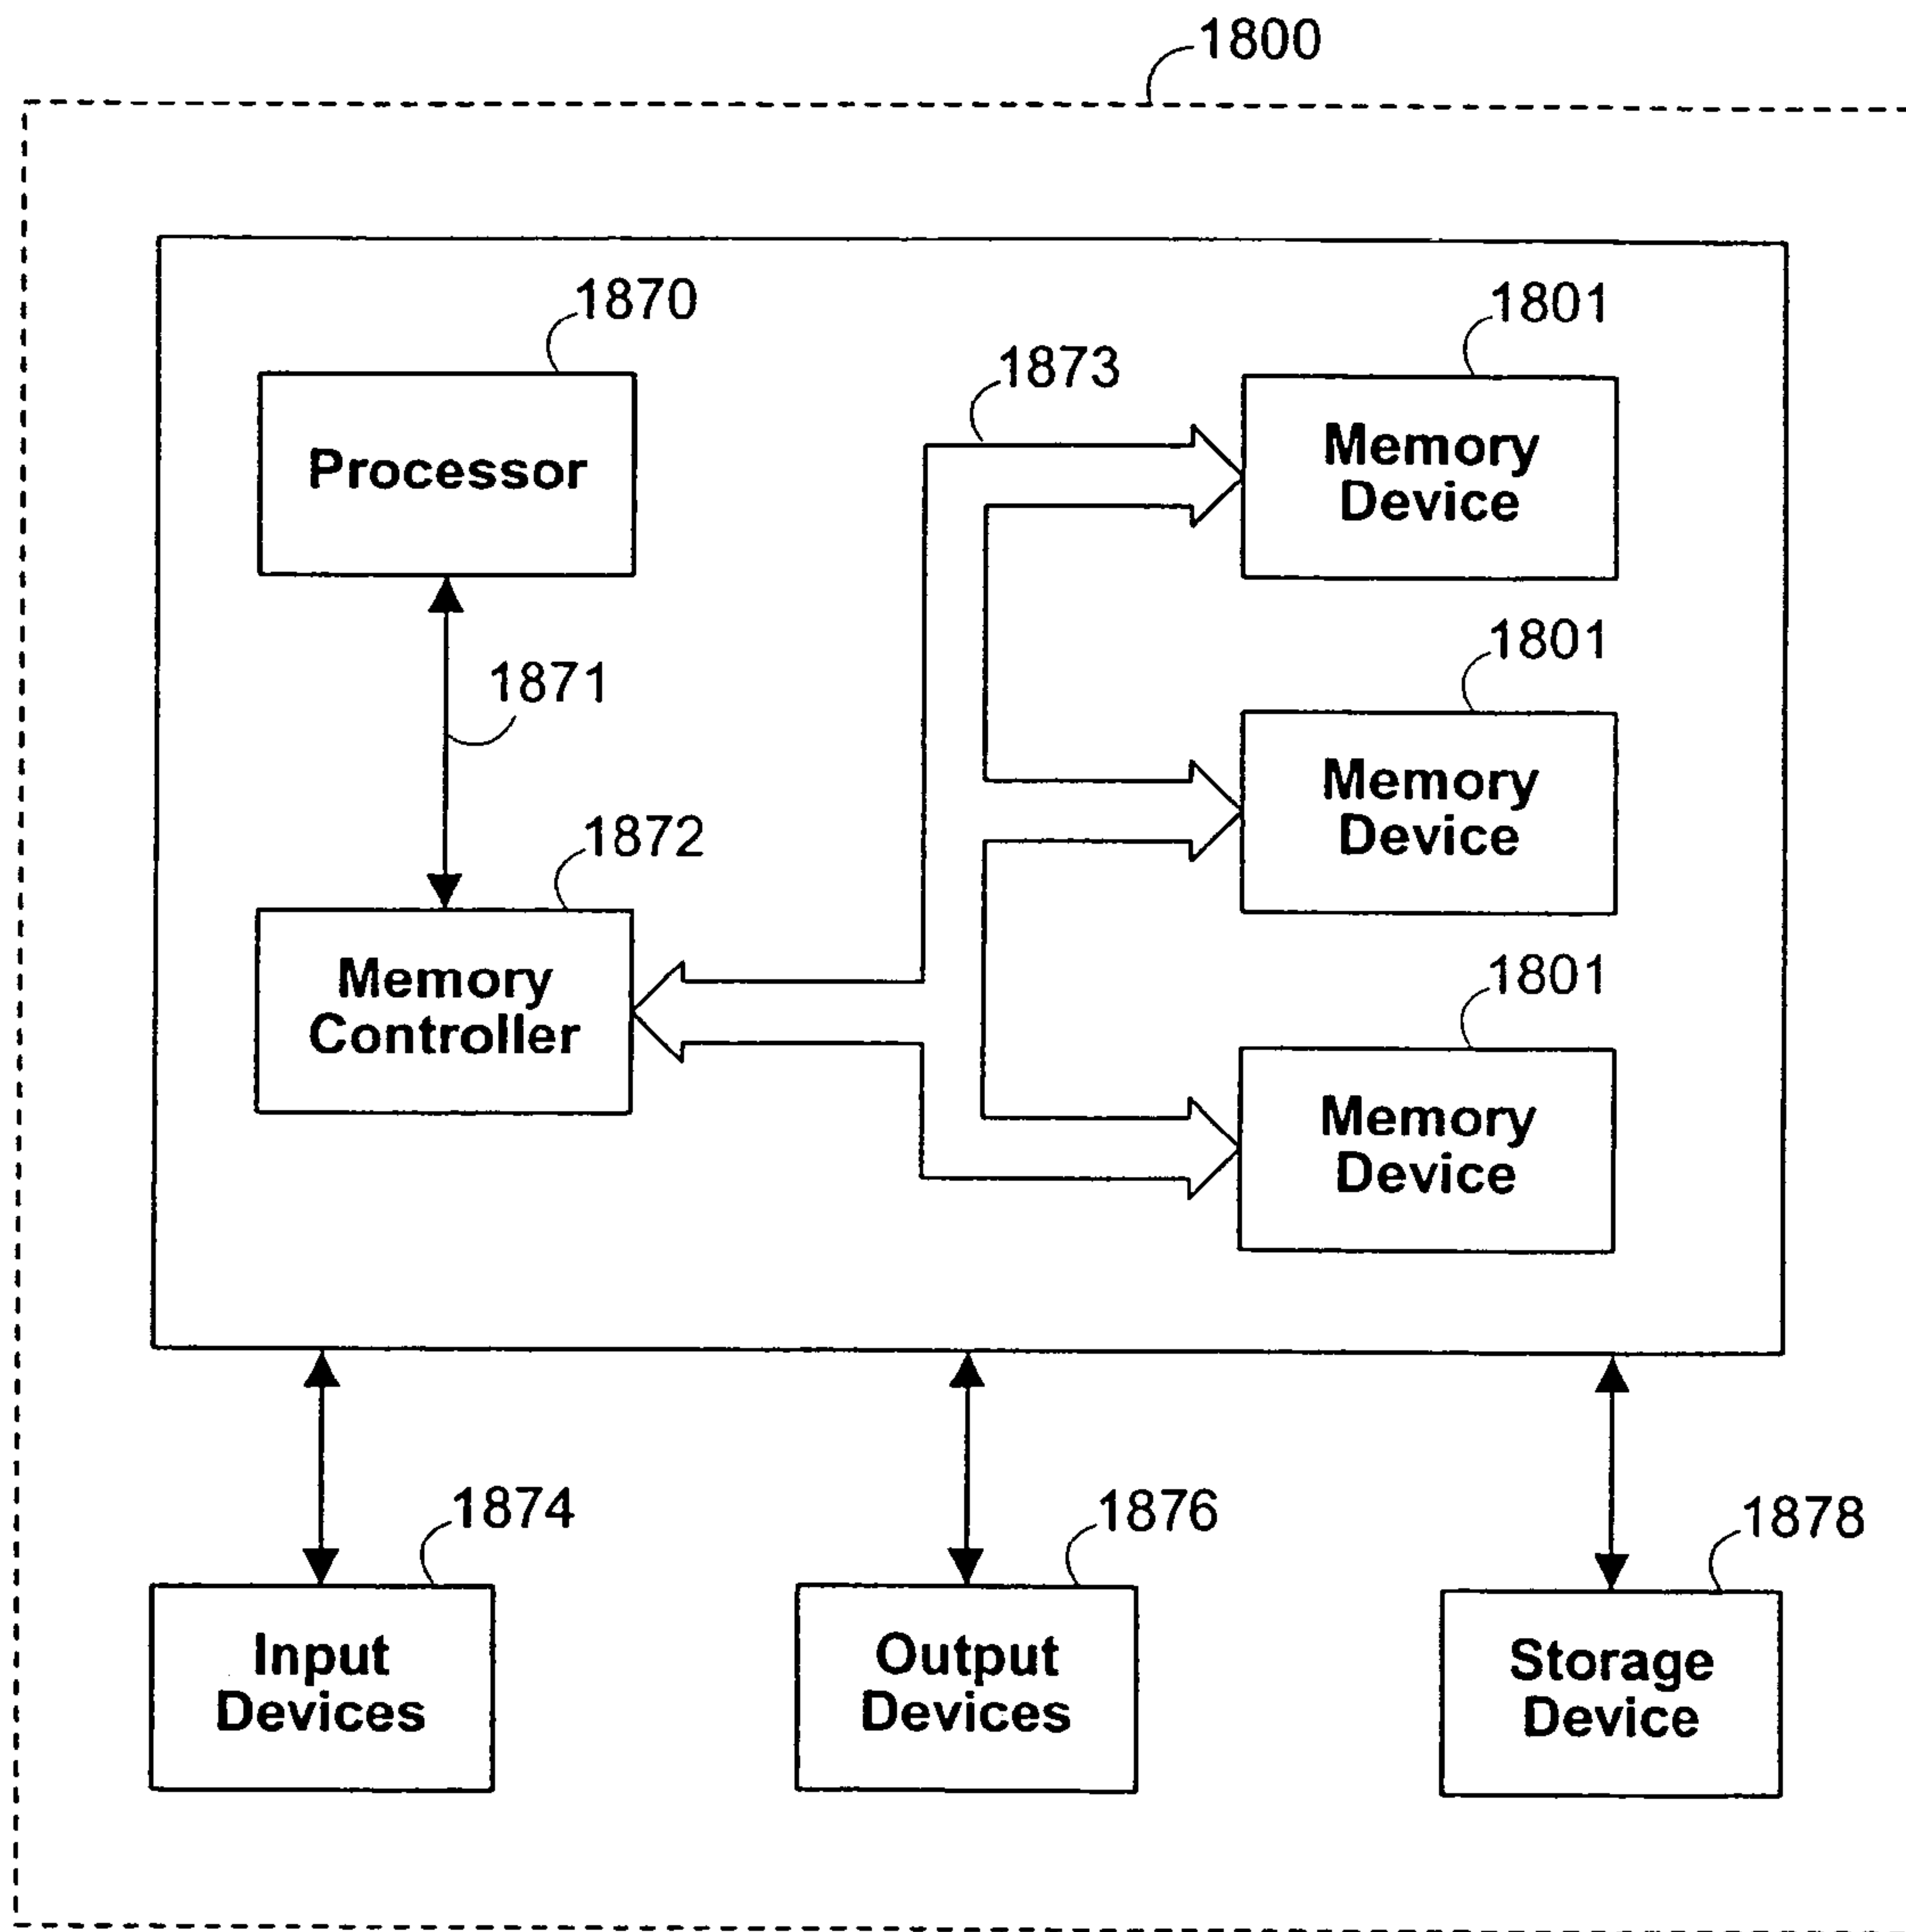 1800
1870
1801
1873
Processor
Memory
Device
1871
1801
Memory
Device
1872
Memory
Controller
1801
Memory
Device
1874
1876
1878
Input
Devices
Output
Devices
Storage
Device